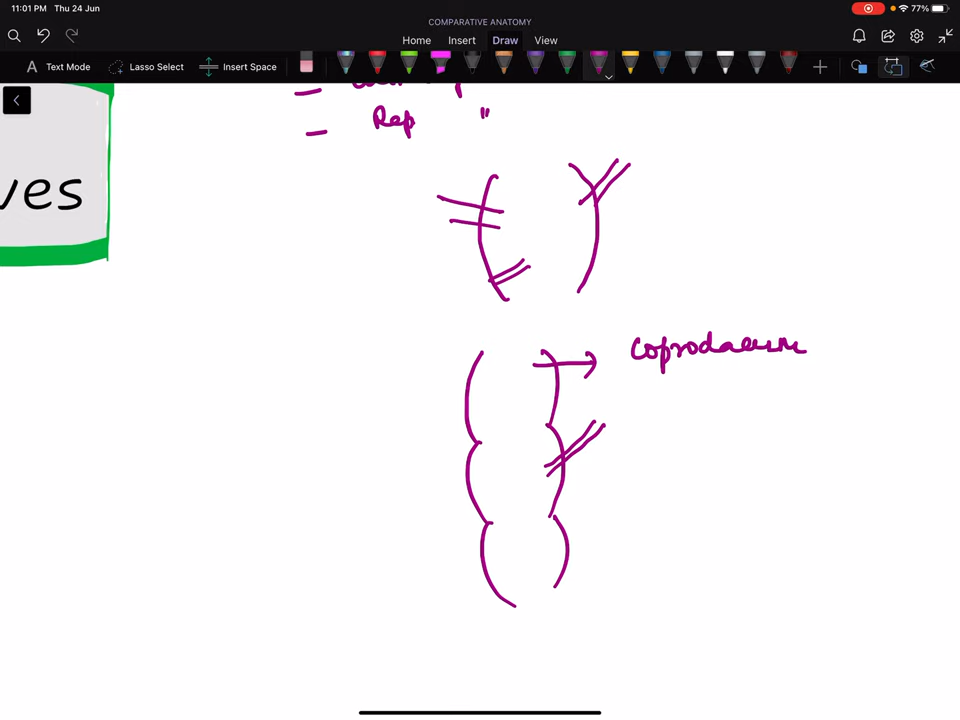 11:01 PM Thu 24 Jun
77%
COMPARATIVE ANATOMY
Home Insert Draw View
Text Mode Lasso Select Insert Space
Rep "
ves
Coprodaeum